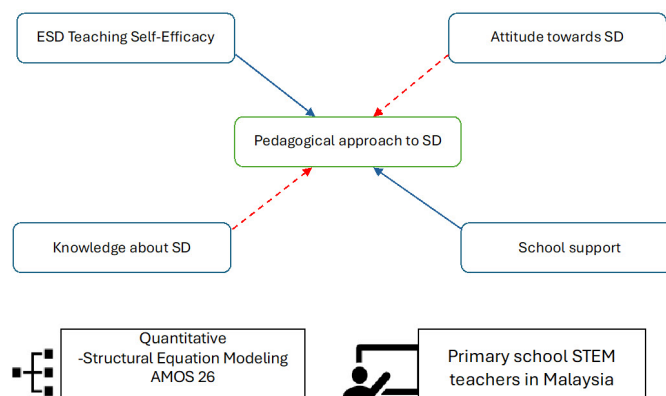 ESD Teaching Self-Efficacy
Attitude towards SD
Pedagogical approach to SD
Knowledge about SD
School support
Quantitative
-Structural Equation Modeling
AMOS 26
Primary school STEM
teachers in Malaysia